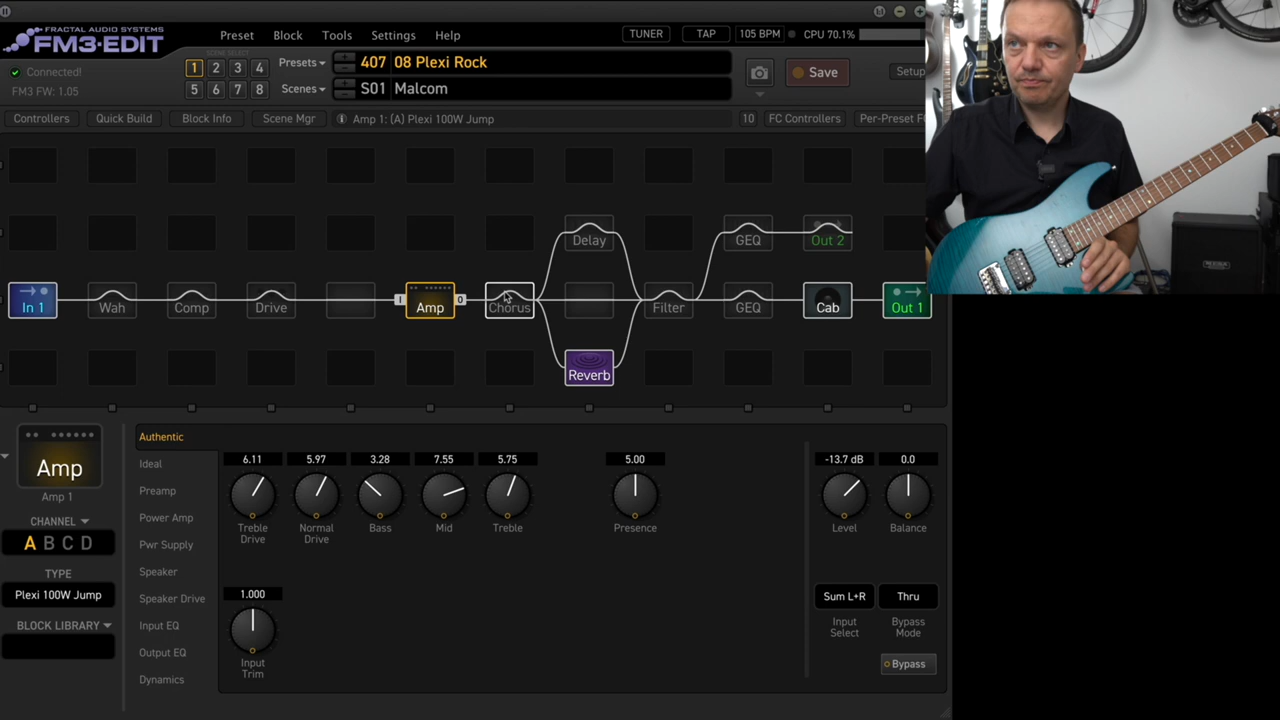 FRACTAL AUDIO SYSTEMS
FM3-EDIT
Preset Block Tools Settings Help
TUNER TAP 105 BPM CPU 70.1%
SCENE SELECT
Connected!
FM3 FW: 1.05
1 2 3 4
5 6 7 8
Presets 407 08 Plexi Rock
Scenes S01 Malcom
Save
Setup
Controllers Quick Build Block Info Scene Mgr Amp 1: (A) Plexi 100W Jump 10 FC Controllers Per-Preset F
Delay GEQ Out 2
In 1 Wah Comp Drive I Amp O Chorus Filter GEQ Cab Out 1
Reverb
Amp
Amp 1
CHANNEL
A B C D
TYPE
Plexi 100W Jump
BLOCK LIBRARY
Authentic
Ideal
Preamp
Power Amp
Pwr Supply
Speaker
Speaker Drive
Input EQ
Output EQ
Dynamics
6.11 5.97 3.28 7.55 5.75 5.00 -13.7 dB 0.0
Treble Drive
Normal Drive
Bass
Mid
Treble
Presence
Level
Balance
1.000
Input Trim
Sum L+R Thru
Input Select
Bypass Mode
Bypass